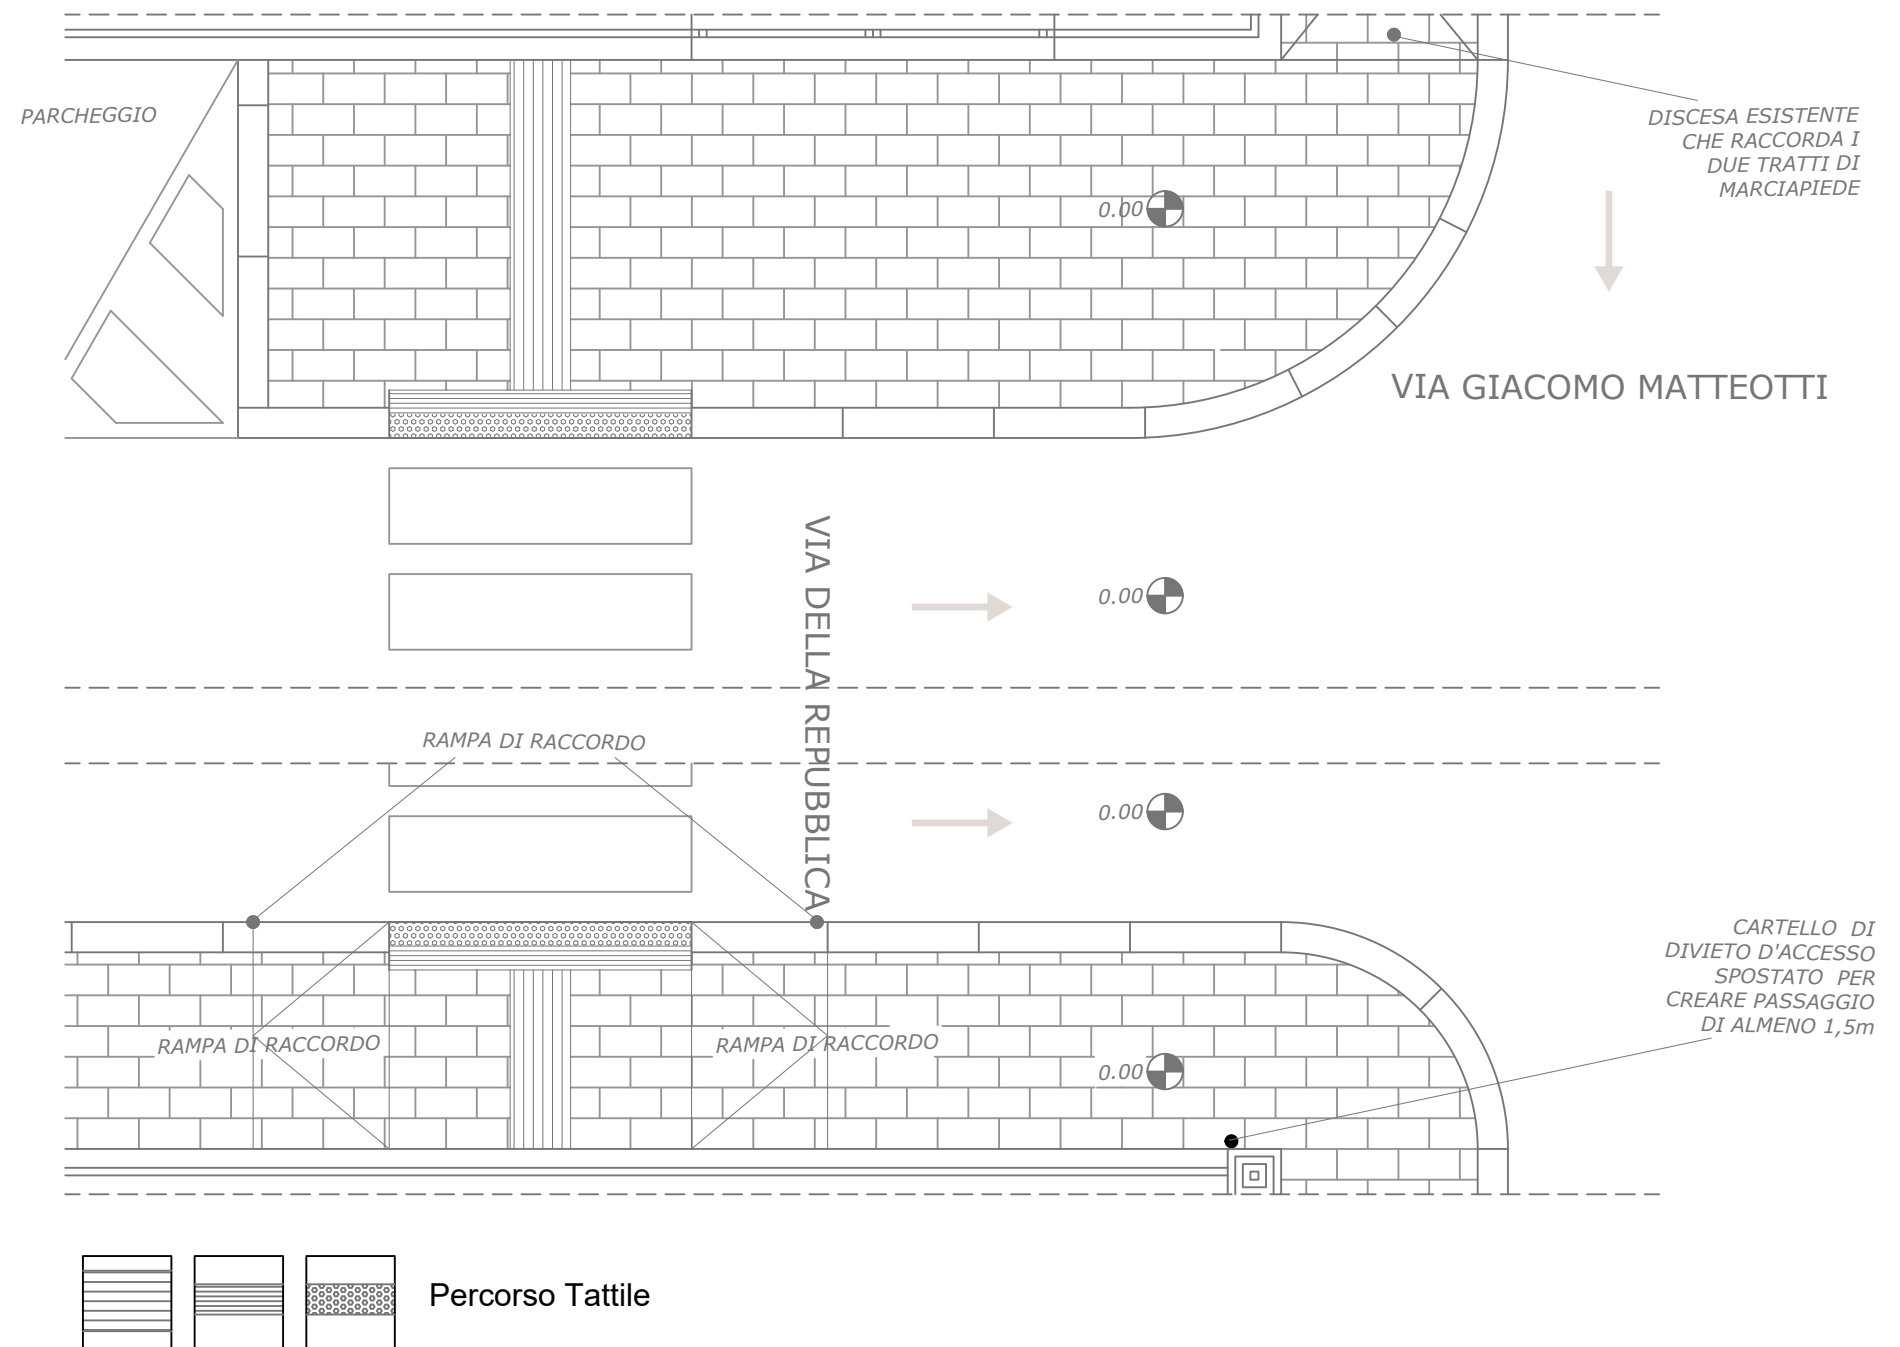 PARCHEGGIO
DISCESA ESISTENTE
CHE RACCORDA I
DUE TRATTI DI
MARCIAPIEDE
0.00
VIA GIACOMO MATTEOTTI
VIA DELLA REPUBBLICA
0.00
RAMPA DI RACCORDO
0.00
CARTELLO DI
DIVIETO D'ACCESSO
SPOSTATO PER
CREARE PASSAGGIO
DI ALMENO 1,5m
RAMPA DI RACCORDO
RAMPA DI RACCORDO
0.00
Percorso Tattile